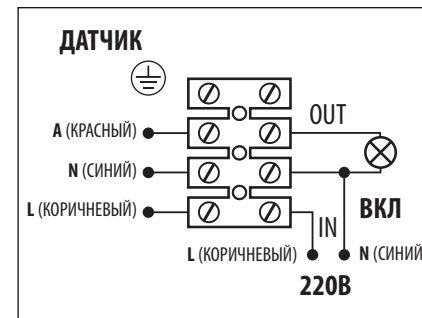 ДАТЧИК
A (КРАСНЫЙ)
OUT
N (СИНИЙ)
L (КОРИЧНЕВЫЙ)
ВКЛ
IN
L (КОРИЧНЕВЫЙ)
N (СИНИЙ
220В